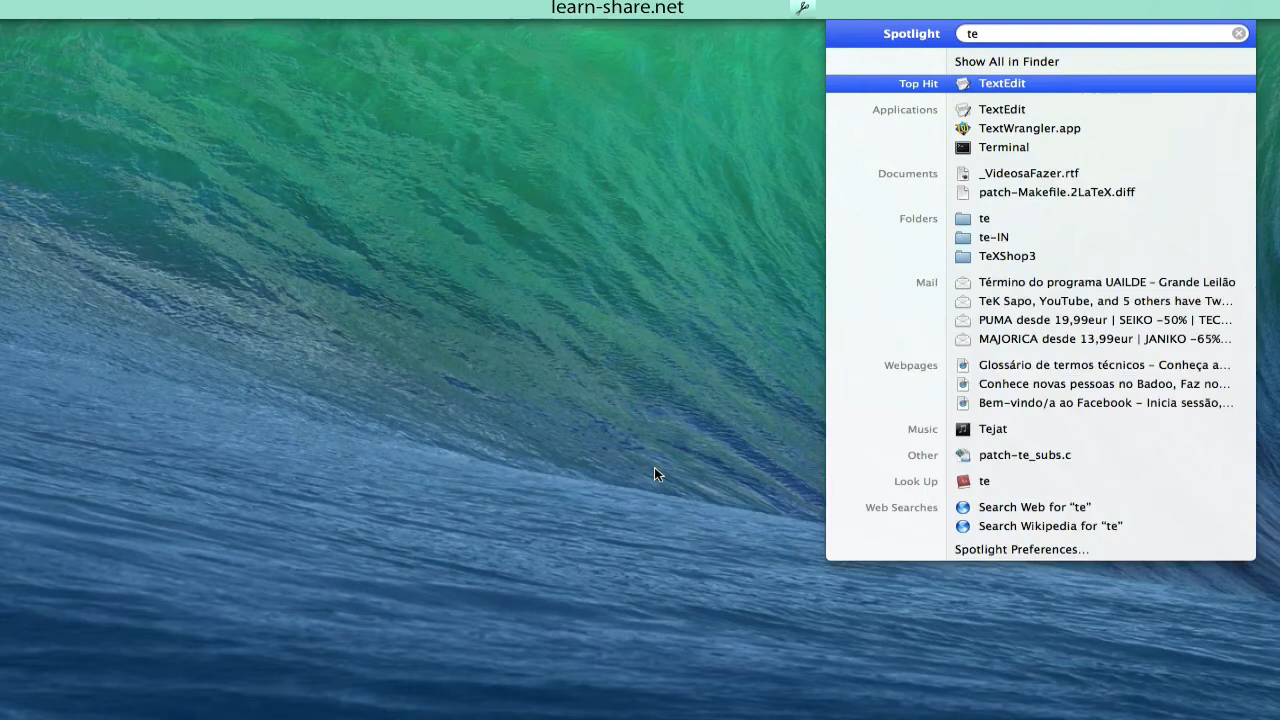 learn-share.net
Spotlight te
Show All in Finder
Top Hit TextEdit
Applications TextEdit
TextWrangler.app
Terminal
Documents _VideosaFazer.rtf
patch-Makefile.2LaTeX.diff
Folders te
te-IN
TeXShop3
Mail Término do programa UAILDE – Grande Leilão
TeK Sapo, YouTube, and 5 others have Tw...
PUMA desde 19,99eur | SEIKO -50% | TEC...
MAJORICA desde 13,99eur | JANIKO -65%...
Webpages Glossário de termos técnicos – Conheça a...
Conhece novas pessoas no Badoo, Faz no...
Bem-vindo/a ao Facebook – Inicia sessão,...
Music Tejat
Other patch-te_subs.c
Look Up te
Web Searches Search Web for “te”
Search Wikipedia for “te”
Spotlight Preferences...